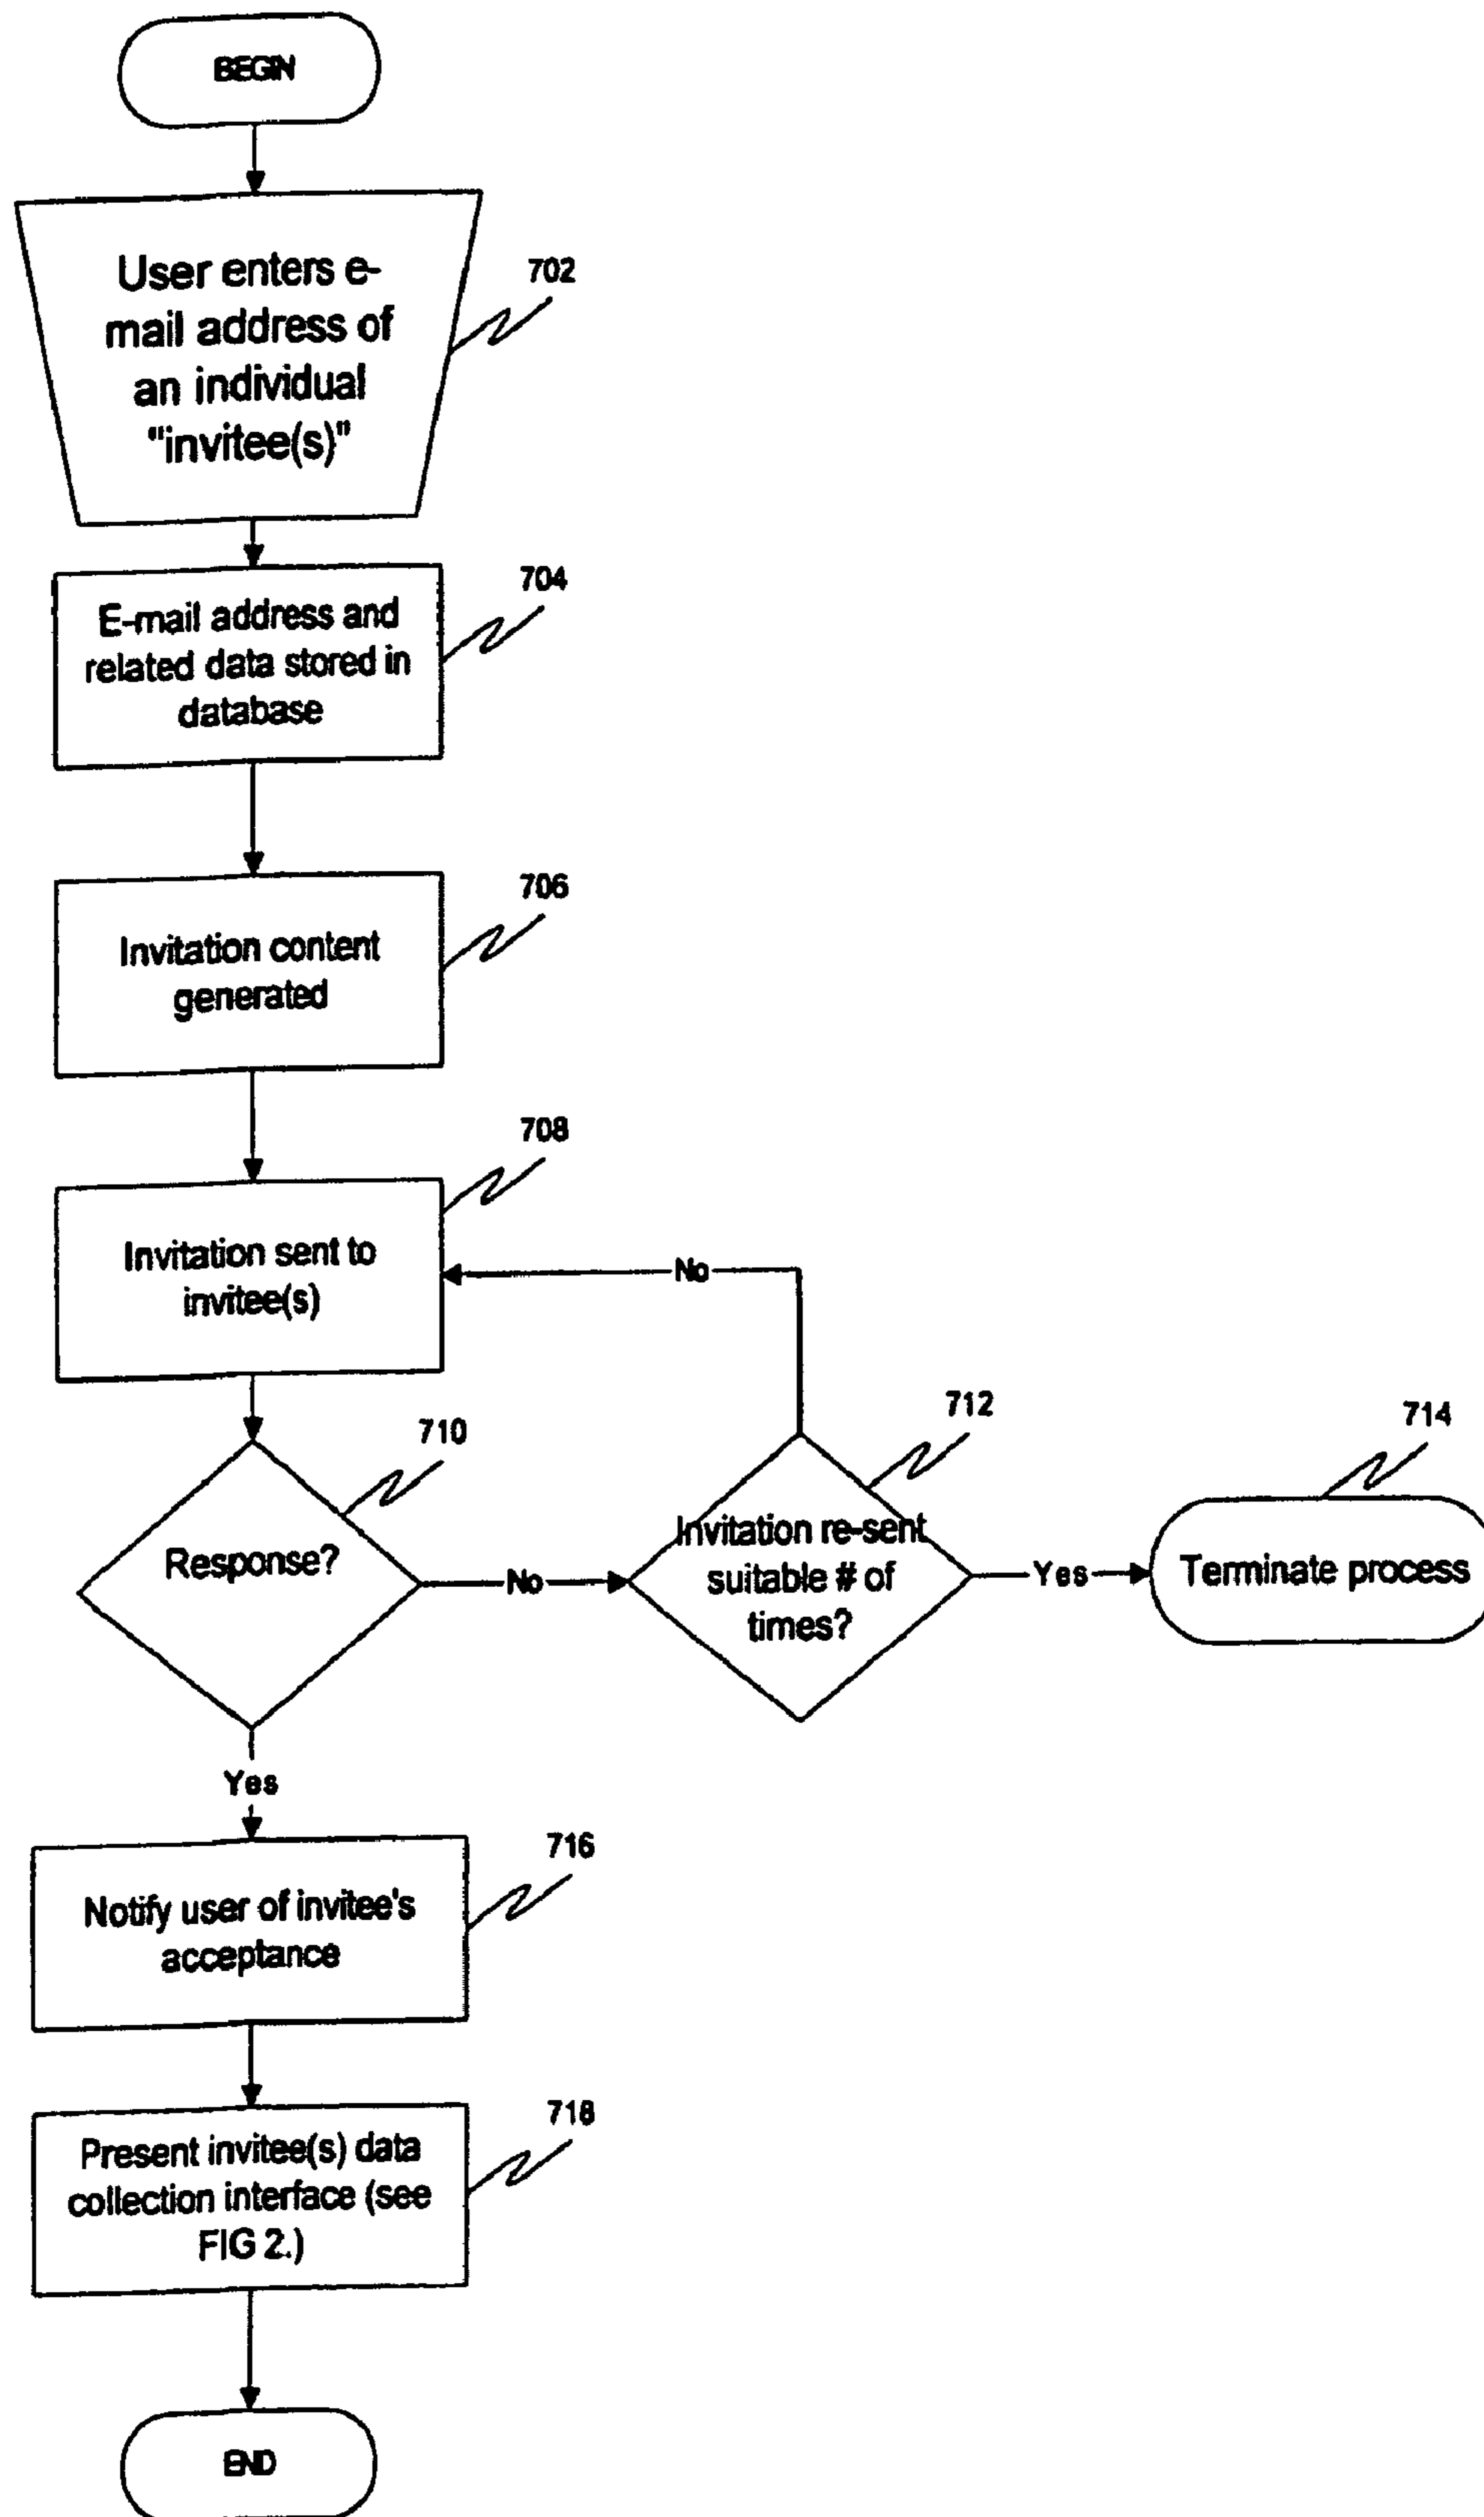 BEGIN
User enters e-
mail address of
an individual
"invitee(s)"
702
E-mail address and
related data stored in
database
704
Invitation content
generated
706
Invitation sent to
invitee(s)
708
No
Response?
710
No
Invitation re-sent
suitable # of
times?
712
Yes
Terminate process
714
Yes
Notify user of invitee's
acceptance
716
Present invitee(s) data
collection interface (see
FIG 2.)
718
END